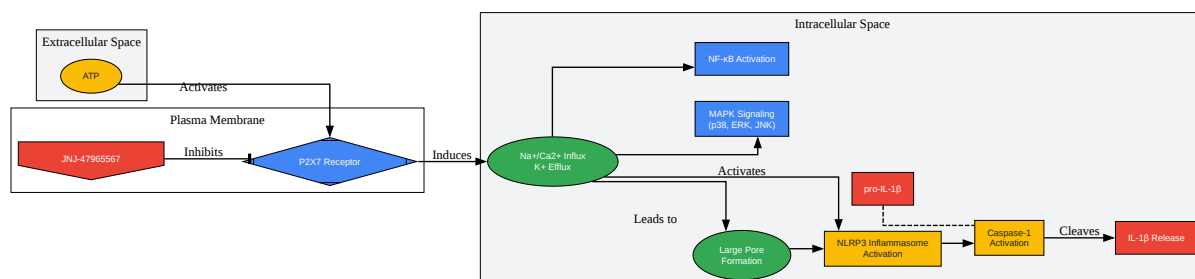 Intracellular Space
Extracellular Space
ATP
Activates
NF-κB Activation
Plasma Membrane
MAPK Signaling
(p38, ERK, JNK)
JNJ-47965567
Inhibits
P2X7 Receptor
Induces
Na+/Ca2+ Influx
K+ Efflux
Activates
pro-IL-1β
Leads to
Large Pore
Formation
NLRP3 Inflammasome
Activation
Caspase-1
Activation
Cleaves
IL-1β Release